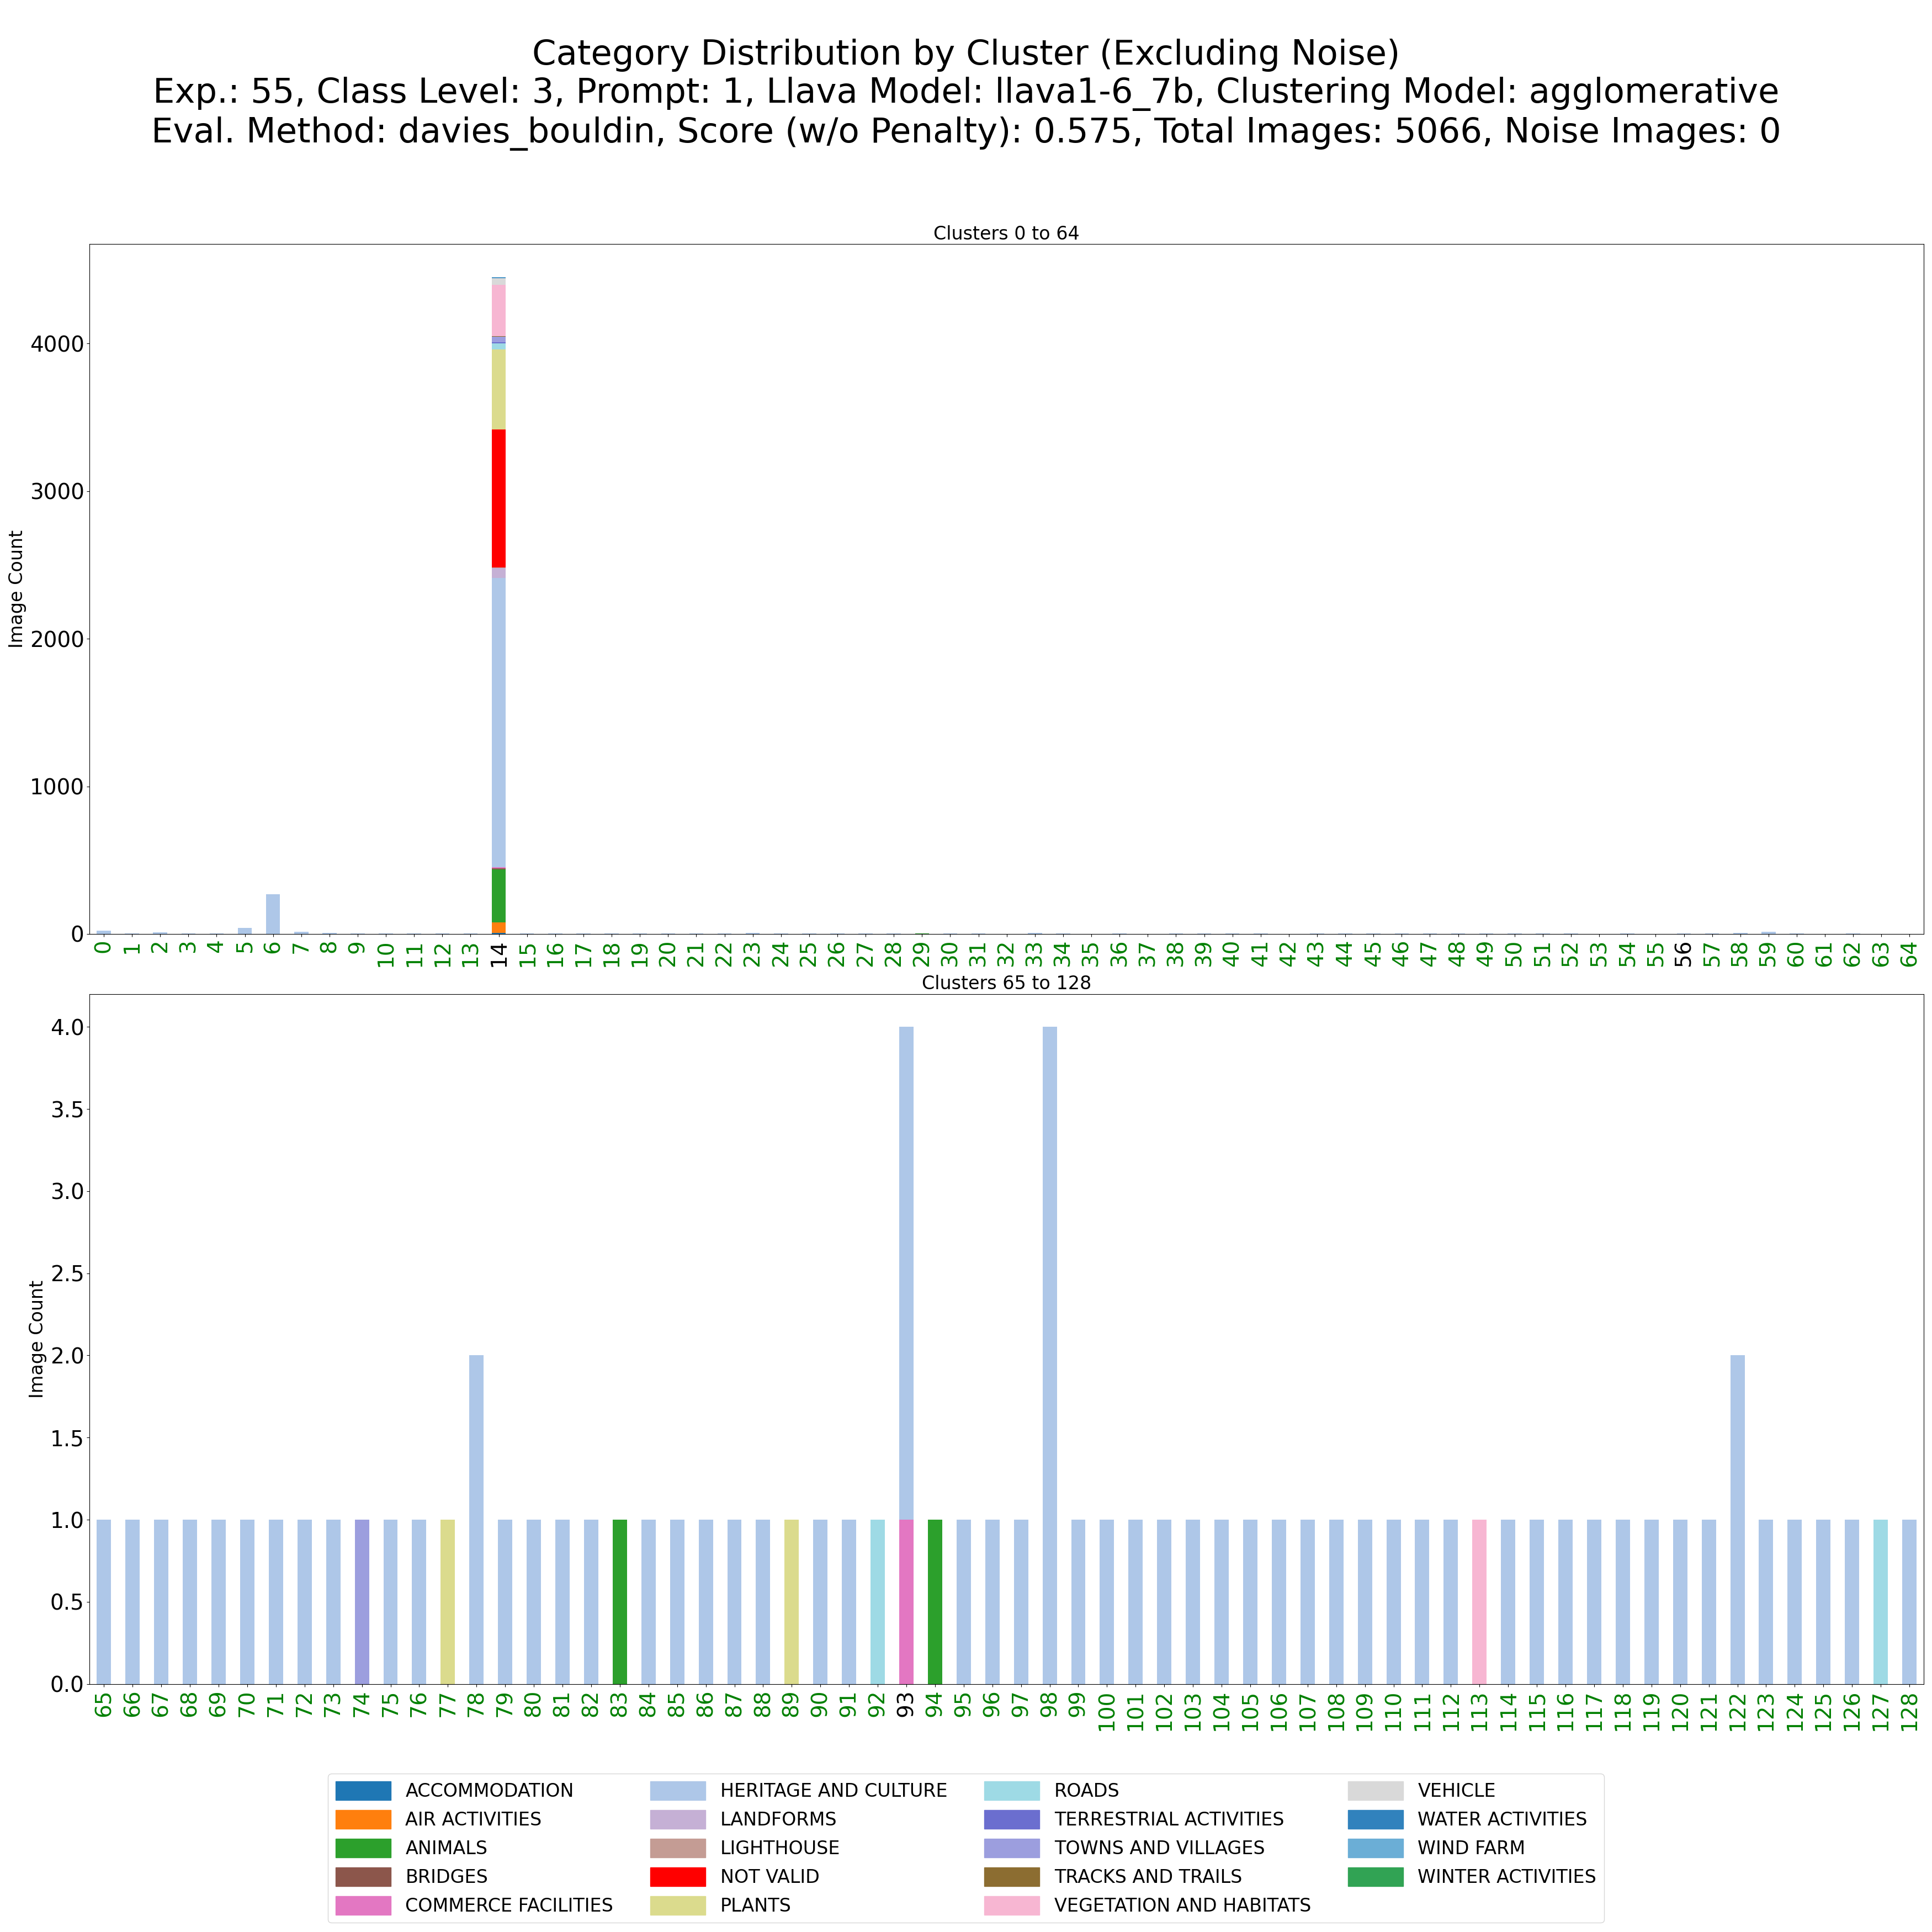 Category Distribution by Cluster (Excluding Noise)
Exp.: 55, Class Level: 3, Prompt: 1, Llava Model: llava1-6_7b, Clustering Model: agglomerative
Eval. Method: davies_bouldin, Score (w/o Penalty): 0.575, Total Images: 5066, Noise Images: 0
Clusters 0 to 64
Image Count
4000
3000
2000
1000
0
0 1 2 3 4 5 6 7 8 9 10 11 12 13 14 15 16 17 18 19 20 21 22 23 24 25 26 27 28 29 30 31 32 33 34 35 36 37 38 39 40 41 42 43 44 45 46 47 48 49 50 51 52 53 54 55 56 57 58 59 60 61 62 63 64
Clusters 65 to 128
Image Count
4.0
3.5
3.0
2.5
2.0
1.5
1.0
0.5
0.0
65 66 67 68 69 70 71 72 73 74 75 76 77 78 79 80 81 82 83 84 85 86 87 88 89 90 91 92 93 94 95 96 97 98 99 100 101 102 103 104 105 106 107 108 109 110 111 112 113 114 115 116 117 118 119 120 121 122 123 124 125 126 127 128
ACCOMMODATION
AIR ACTIVITIES
ANIMALS
BRIDGES
COMMERCE FACILITIES
HERITAGE AND CULTURE
LANDFORMS
LIGHTHOUSE
NOT VALID
PLANTS
ROADS
TERRESTRIAL ACTIVITIES
TOWNS AND VILLAGES
TRACKS AND TRAILS
VEGETATION AND HABITATS
VEHICLE
WATER ACTIVITIES
WIND FARM
WINTER ACTIVITIES